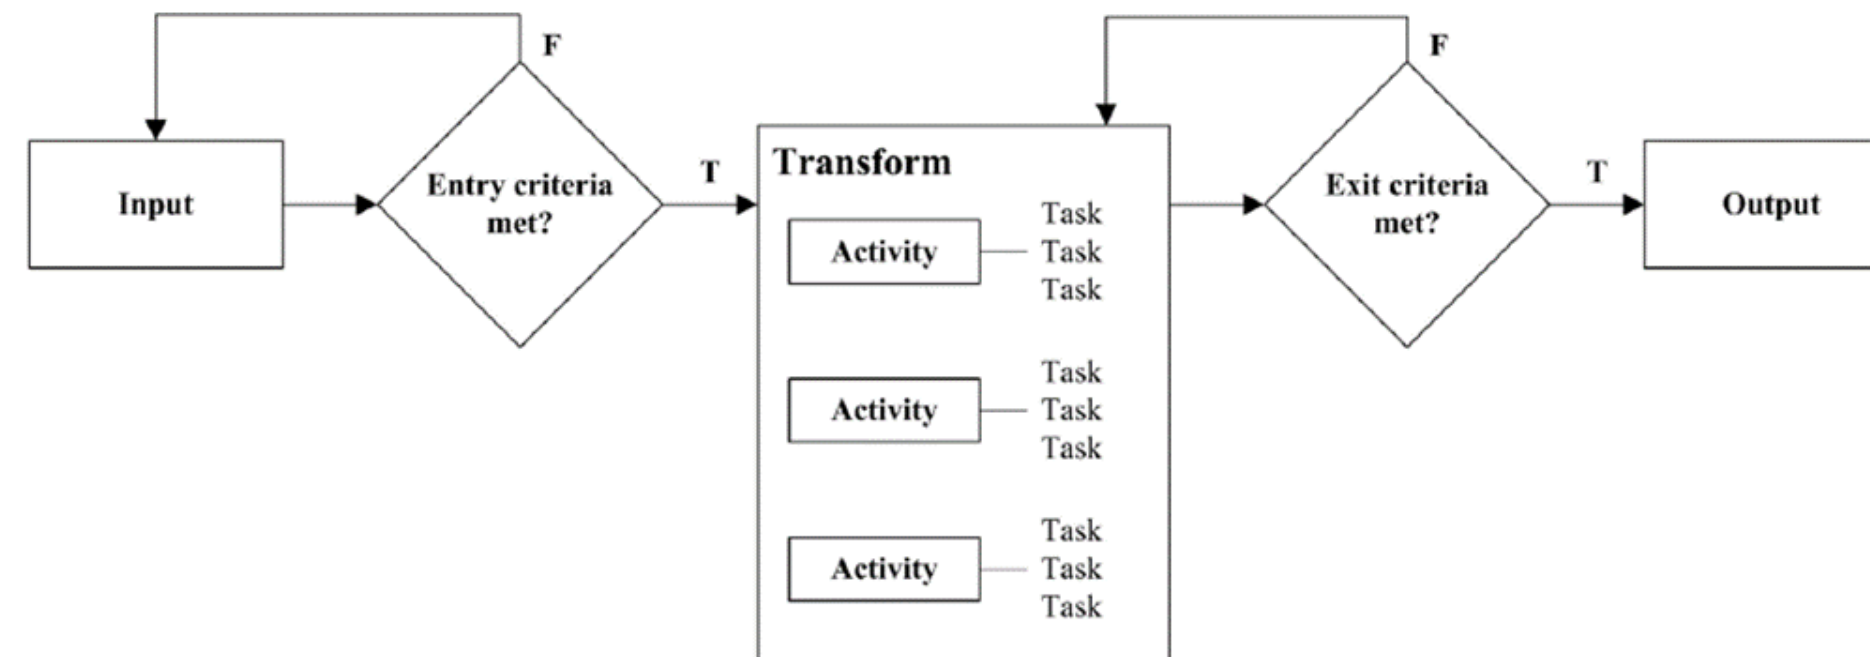 F
F
Input
Entry criteria
met?
T
Transform
Activity
Task
Task
Task
Activity
Task
Task
Task
Activity
Task
Task
Task
Exit criteria
met?
T
Output